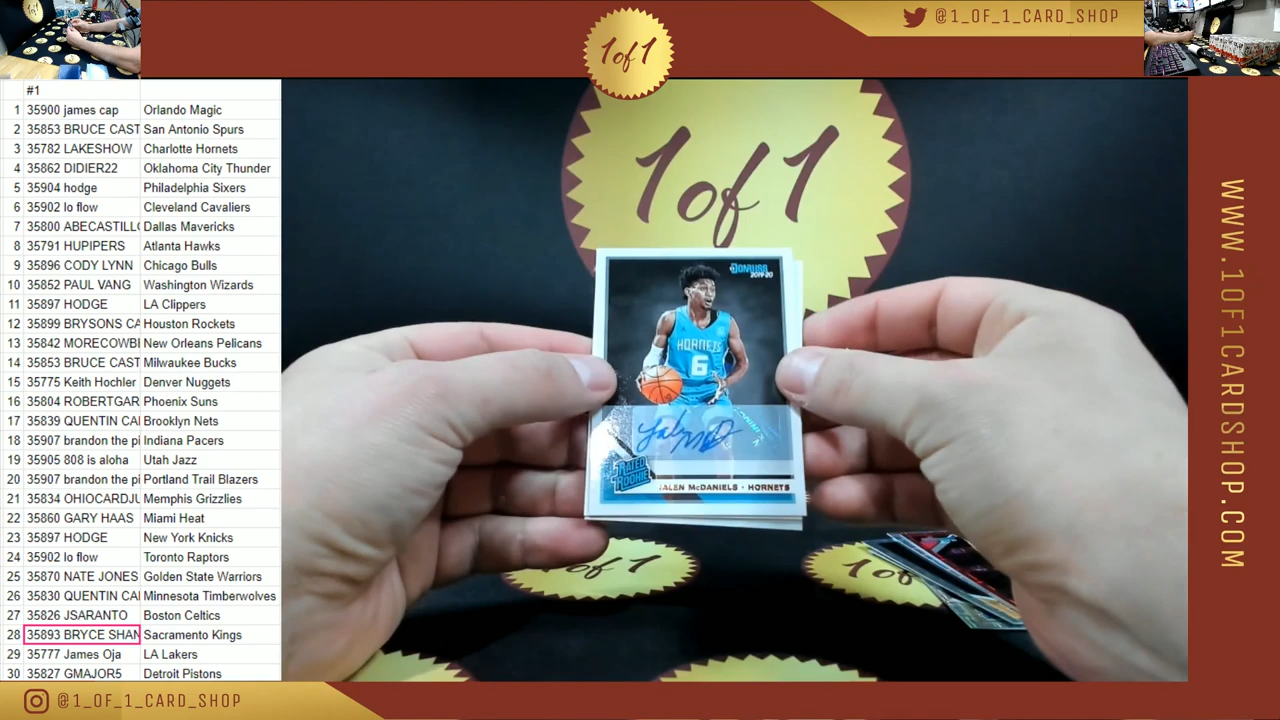 1of1
@1_OF_1_CARD_SHOP
#1
1 35900 james cap Orlando Magic
2 35853 BRUCE CAST San Antonio Spurs
3 35782 LAKESHOW Charlotte Hornets
4 35862 DIDIER22 Oklahoma City Thunder
5 35904 hodge Philadelphia Sixers
6 35902 lo flow Cleveland Cavaliers
7 35800 ABECASTILLO Dallas Mavericks
8 35791 HUPIPERS Atlanta Hawks
9 35896 CODY LYNN Chicago Bulls
10 35852 PAUL VANG Washington Wizards
11 35897 HODGE LA Clippers
12 35899 BRYSONS CA Houston Rockets
13 35842 MORECOWBE New Orleans Pelicans
14 35853 BRUCE CAST Milwaukee Bucks
15 35775 Keith Hochler Denver Nuggets
16 35804 ROBERTGAR Phoenix Suns
17 35839 QUENTIN CA Brooklyn Nets
18 35907 brandon the pi Indiana Pacers
19 35905 808 is aloha Utah Jazz
20 35907 brandon the pi Portland Trail Blazers
21 35834 OHIOCARDJU Memphis Grizzlies
22 35860 GARY HAAS Miami Heat
23 35897 HODGE New York Knicks
24 35902 lo flow Toronto Raptors
25 35870 NATE JONES Golden State Warriors
26 35830 QUENTIN CA Minnesota Timberwolves
27 35826 JSARANTO Boston Celtics
28 35893 BRYCE SHAN Sacramento Kings
29 35777 James Oja LA Lakers
30 35827 GMAJOR5 Detroit Pistons
1of1
DONRUSS
2019-20
HORNETS
6
RATED
ROOKIE
JALEN McDANIELS • HORNETS
1of1
1of
WWW.1OF1CARDSHOP.COM
@1_OF_1_CARD_SHOP